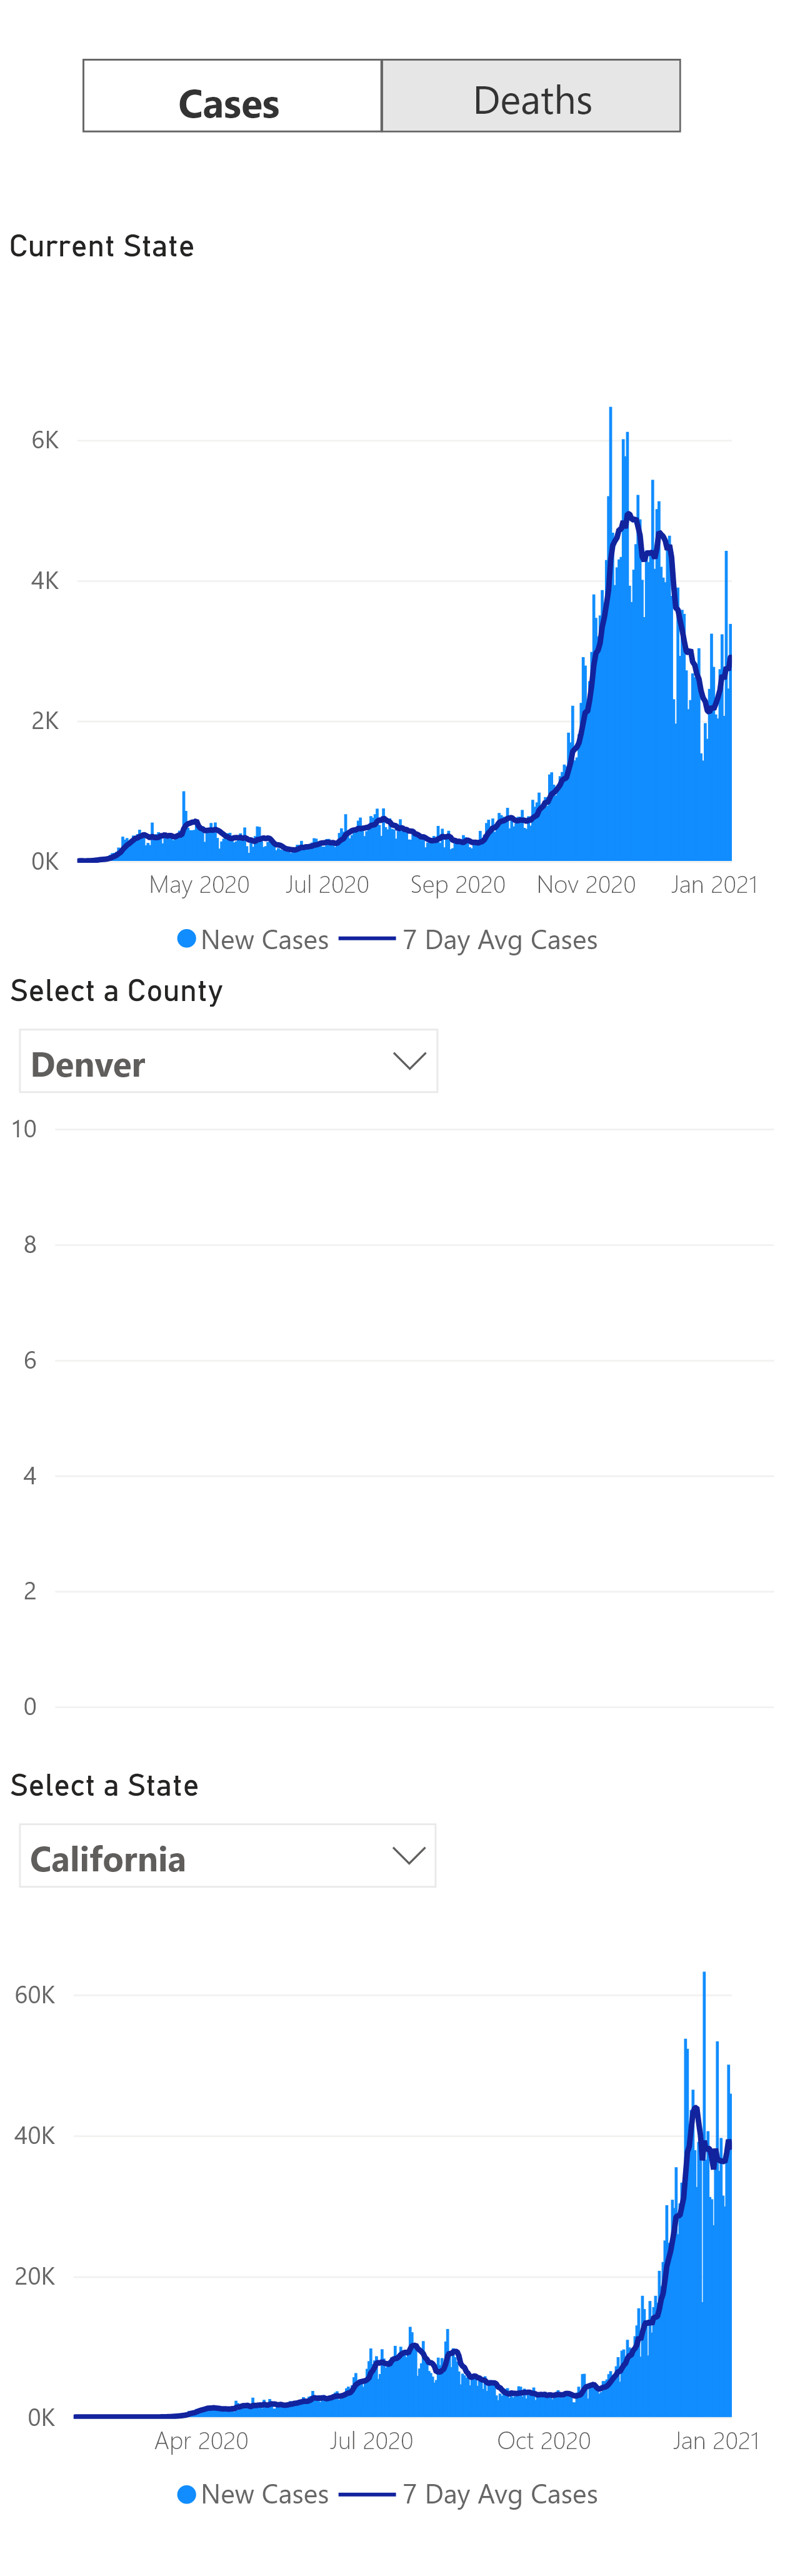 Cases Deaths
Current State
6K
4K
2K
0K
May 2020 Jul 2020 Sep 2020 Nov 2020 Jan 2021
New Cases 7 Day Avg Cases
Select a County
Denver
10
8
6
4
2
0
Select a State
California
60K
40K
20K
0K
Apr 2020 Jul 2020 Oct 2020 Jan 2021
New Cases 7 Day Avg Cases